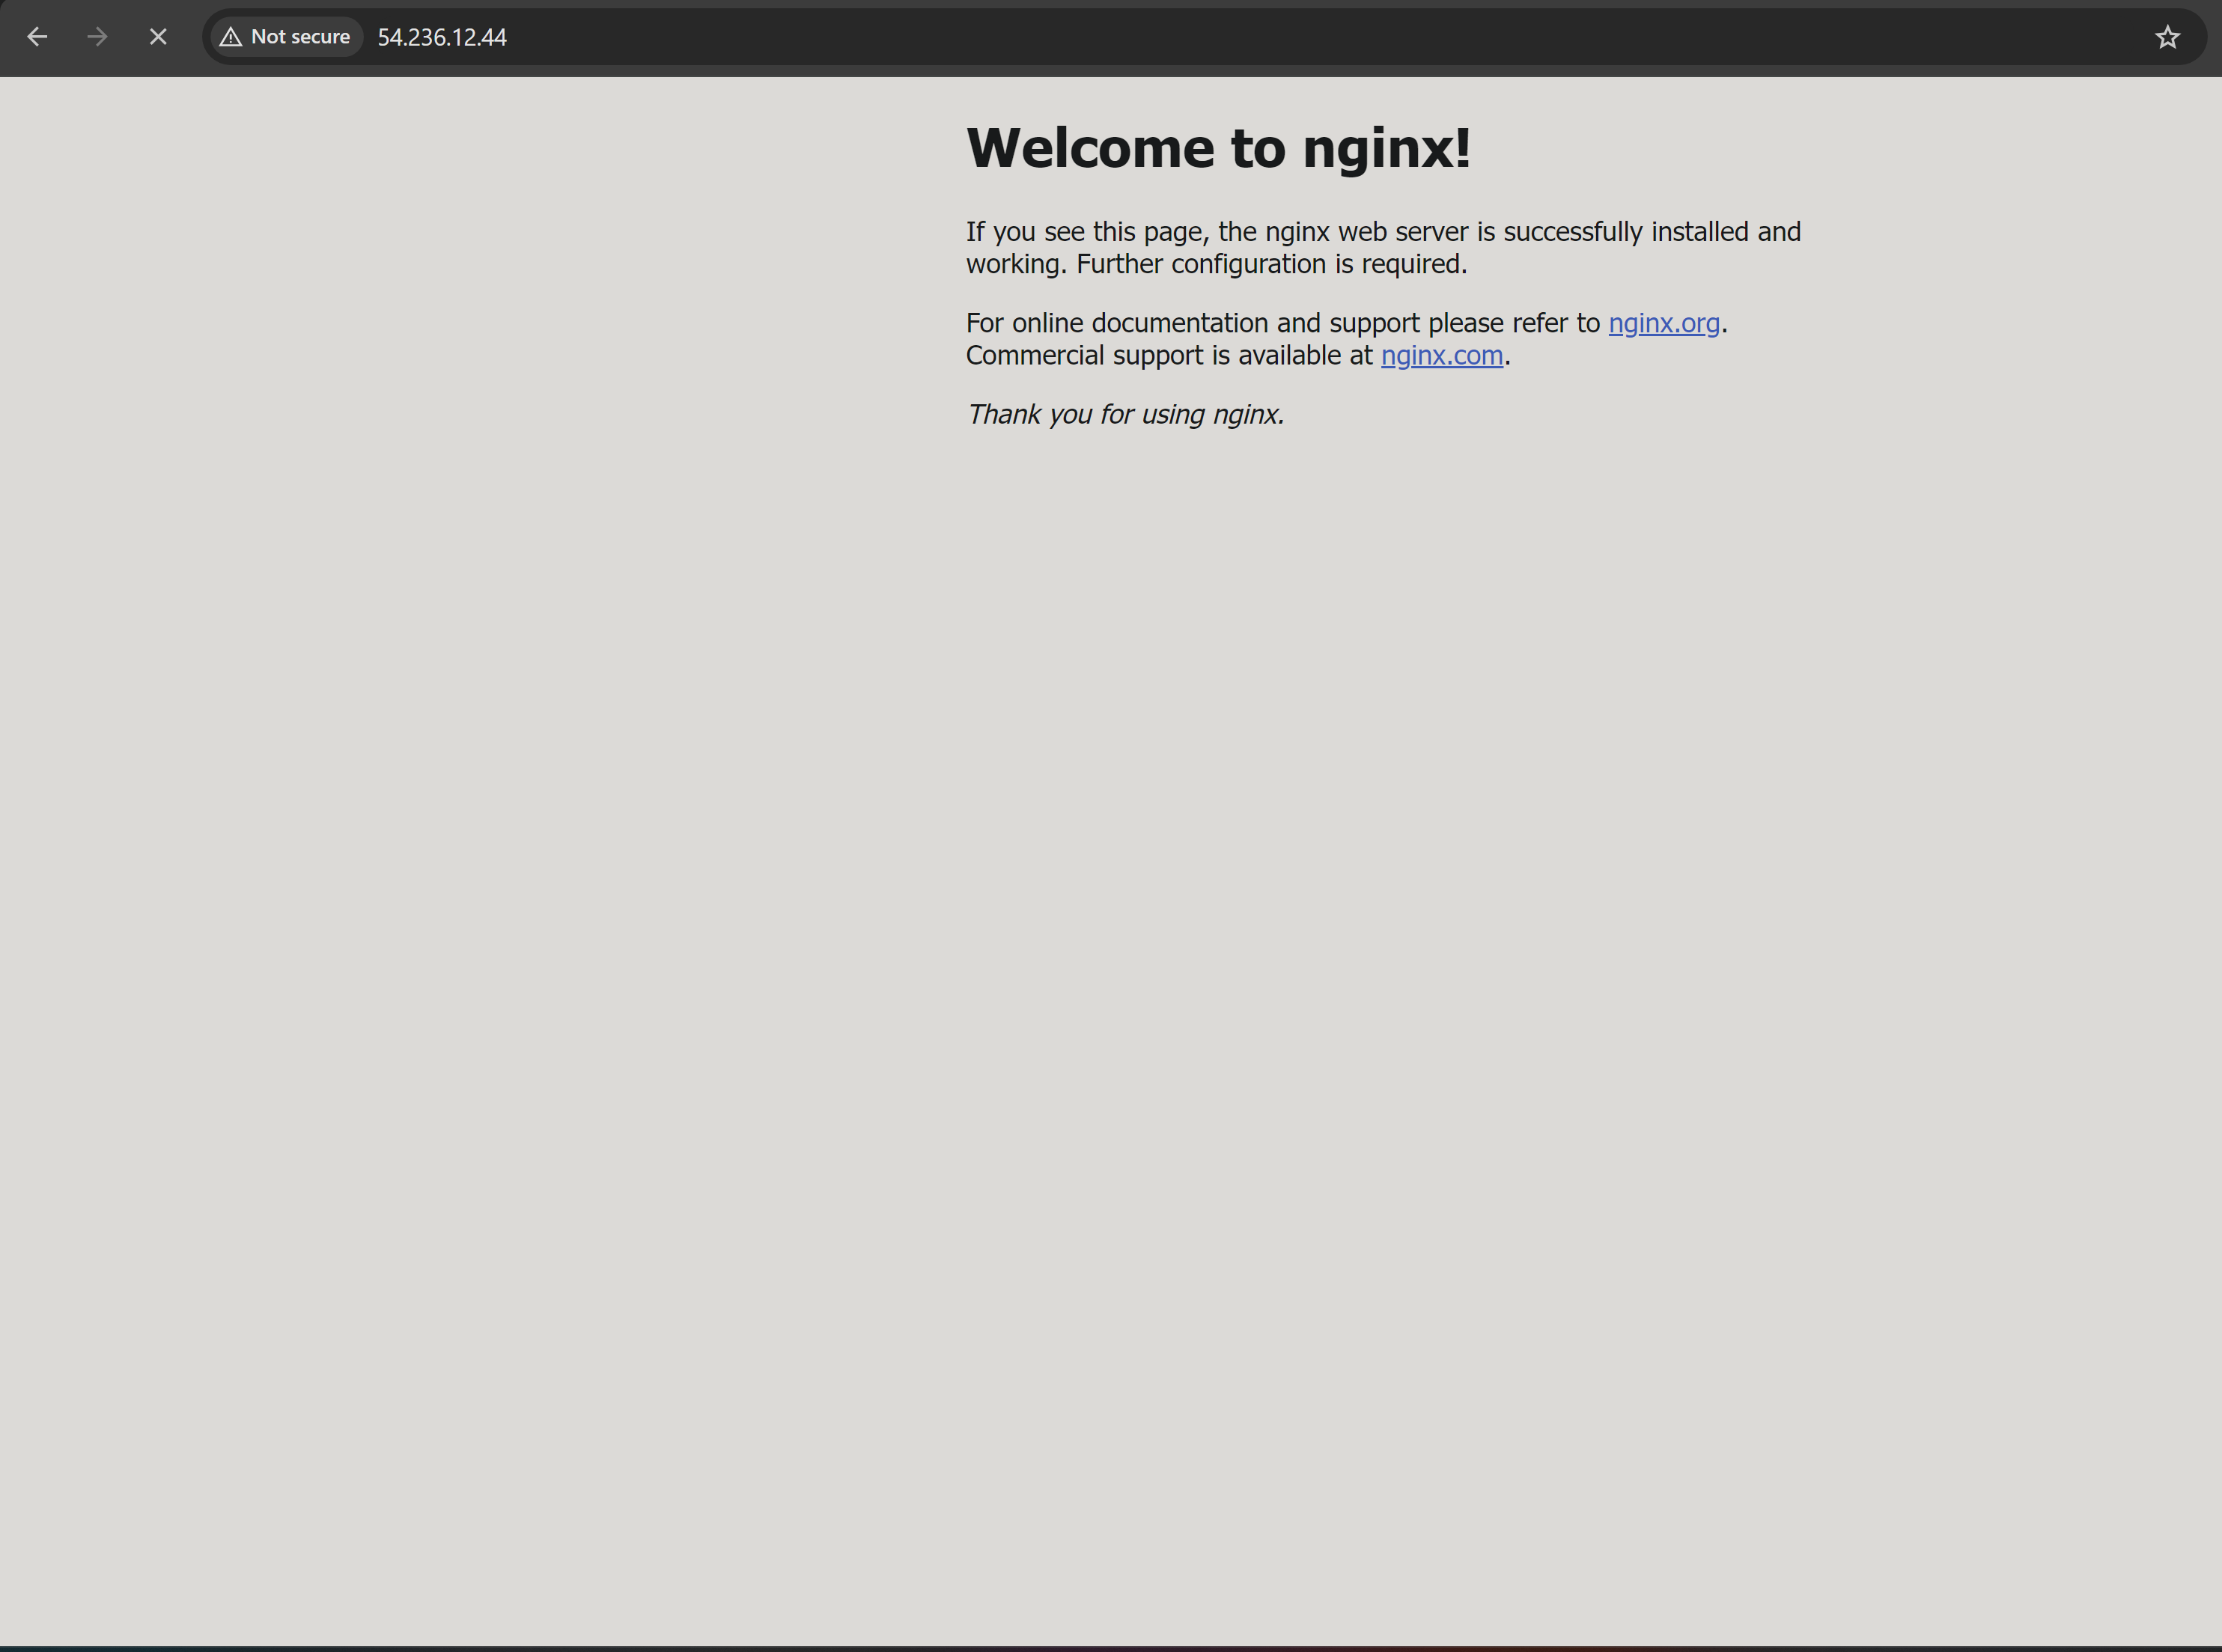 Not secure 54.236.12.44
Welcome to nginx!
If you see this page, the nginx web server is successfully installed and
working. Further configuration is required.
For online documentation and support please refer to nginx.org.
Commercial support is available at nginx.com.
Thank you for using nginx.